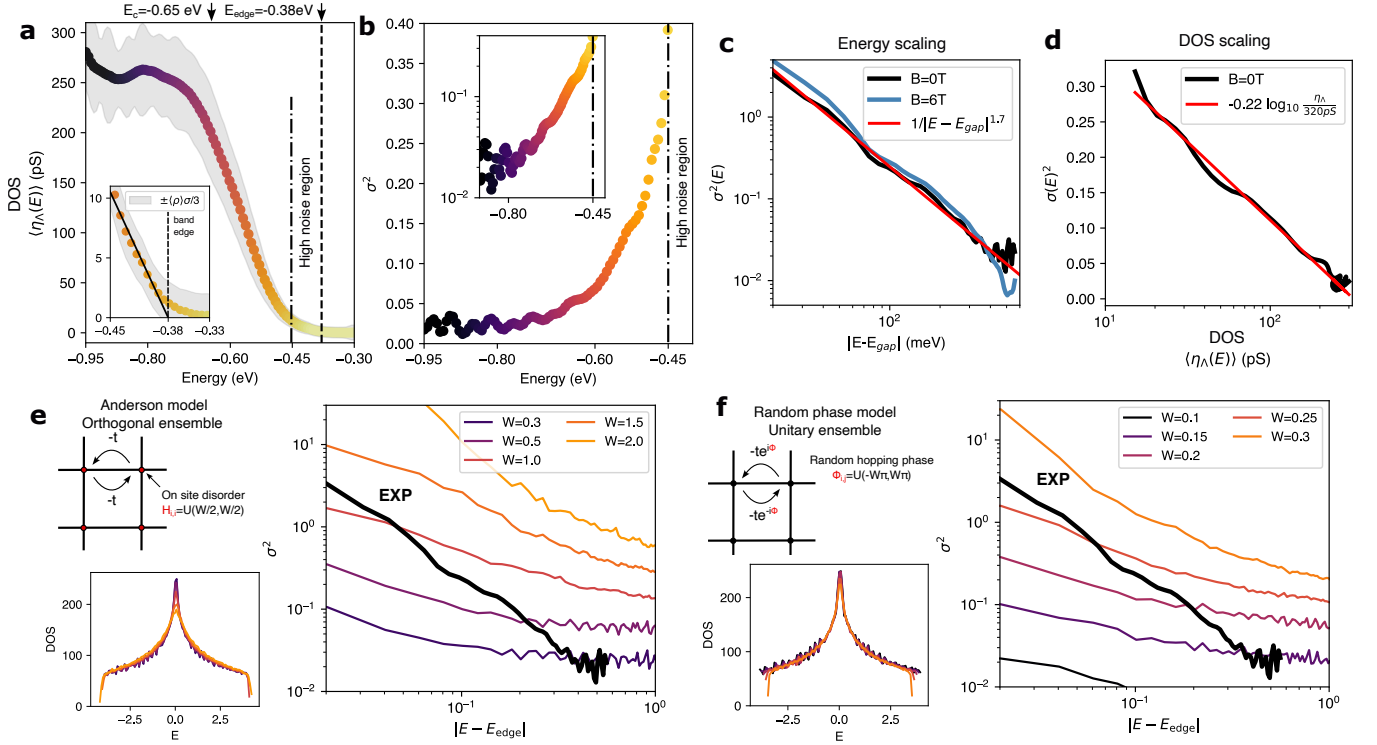 E_c=-0.65 eV E_edge=-0.38eV
a
DOS
⟨η_Λ(E)⟩ (pS)
300
250
200
150
100
50
0
High noise region
±⟨ρ⟩σ/3
band
edge
10
5
0
-0.45 -0.38 -0.33
-0.95 -0.80 -0.60 -0.45 -0.30
Energy (eV)
b
σ²
0.40
0.35
0.30
0.25
0.20
0.15
0.10
0.05
0.00
10⁻¹
10⁻²
-0.80 -0.45
High noise region
-0.95 -0.80 -0.60 -0.45
Energy (eV)
c
Energy scaling
B=0T
B=6T
1/|E − E_gap|^1.7
σ²(E)
10⁰
10⁻¹
10⁻²
10²
|E-E_gap| (meV)
d
DOS scaling
B=0T
-0.22 log₁₀ η_Λ/320pS
σ(E)²
0.30
0.25
0.20
0.15
0.10
0.05
0.00
10¹ 10²
DOS
⟨η_Λ(E)⟩ (pS)
e
Anderson model
Orthogonal ensemble
-t
-t
On site disorder
H_i,i=U(W/2,W/2)
DOS
200
100
0
-2.5 0.0 2.5
E
W=0.3 W=1.5
W=0.5 W=2.0
W=1.0
EXP
σ²
10¹
10⁰
10⁻¹
10⁻²
10⁻¹ 10⁰
|E − E_edge|
f
Random phase model
Unitary ensemble
-te^iΦ
-te^-iΦ
Random hopping phase
Φ_i,j=U(-Wπ,Wπ)
DOS
200
100
0
-2.5 0.0 2.5
E
W=0.1 W=0.25
W=0.15 W=0.3
W=0.2
EXP
σ²
10¹
10⁰
10⁻¹
10⁻²
10⁻¹ 10⁰
|E − E_edge|